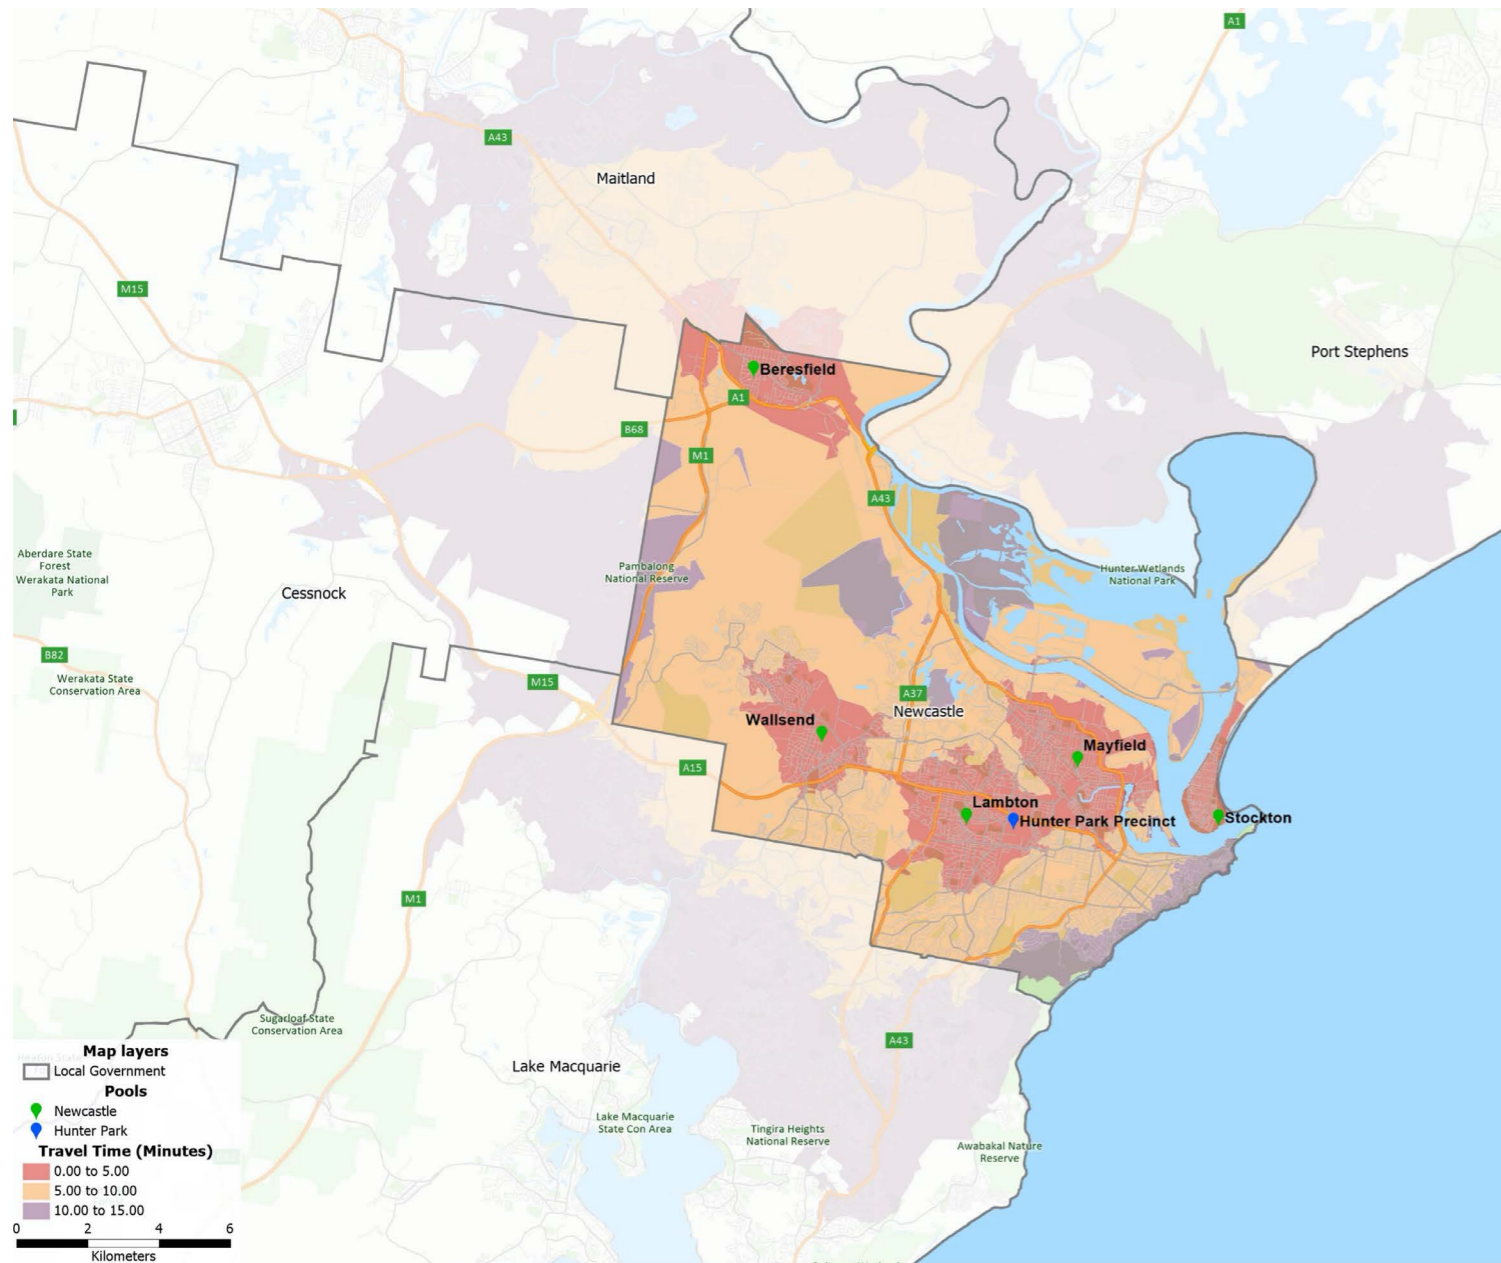 A1
A43
Maitland
M15
Port Stephens
Beresfield
A1
B68
M1
A43
Aberdare State
Forest
Werakata National
Park
Pambalong
National Reserve
Hunter Wetlands
National Park
Cessnock
B82
Werakata State
Conservation Area
M15
A37
Newcastle
Wallsend
Mayfield
A15
Lambton
Hunter Park Precinct
Stockton
M1
Sugarloaf State
Conservation Area
A43
Lake Macquarie
Lake Macquarie
State Con Area
Tingira Heights
National Reserve
Awabakal Nature
Reserve
Map layers
Local Government
Pools
Newcastle
Hunter Park
Travel Time (Minutes)
0.00 to 5.00
5.00 to 10.00
10.00 to 15.00
0 2 4 6
Kilometers